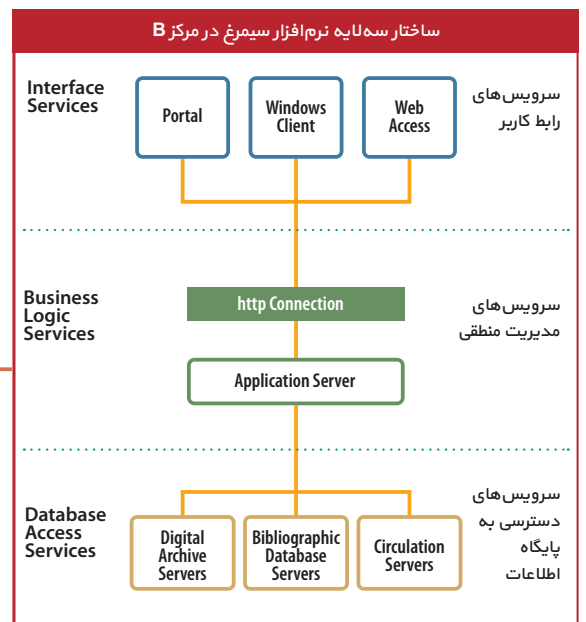 ساختار سه‌لایه نرم‌افزار سیمرغ در مرکز B
Interface
Services
Portal
Windows
Client
Web
Access
سرویس‌های
رابط کاربر
Business
Logic
Services
http Connection
Application Server
سرویس‌های
مدیریت منطقی
Database
Access
Services
Digital
Archive
Servers
Bibliographic
Database
Servers
Circulation
Servers
سرویس‌های
دسترسی به
پایگاه
اطلاعات